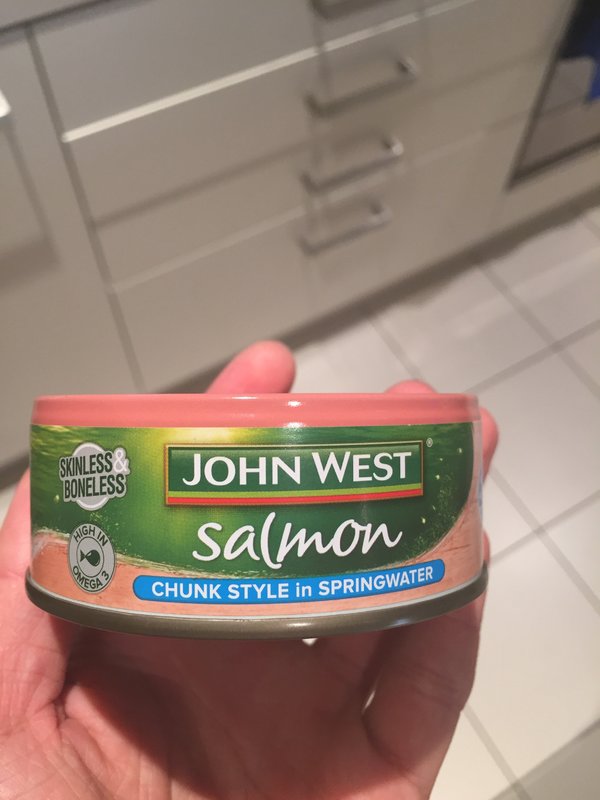 SKINLESS &
BONELESS
HIGH IN
OMEGA 3
JOHN WEST®
salmon
CHUNK STYLE in SPRINGWATER